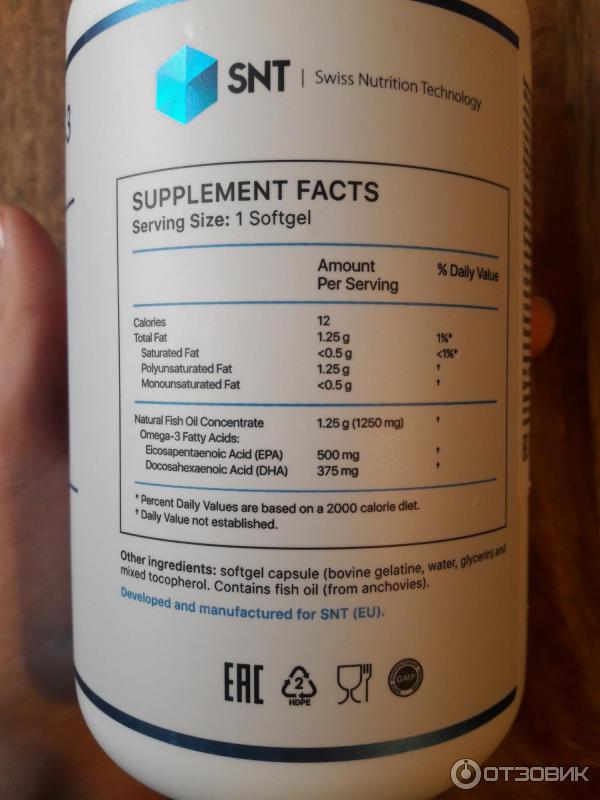 3
SNT | Swiss Nutrition Technology
SUPPLEMENT FACTS
Serving Size: 1 Softgel
Amount Per Serving % Daily Value
Calories 12
Total Fat 1.25 g 1%*
Saturated Fat <0.5 g <1%*
Polyunsaturated Fat 1.25 g †
Monounsaturated Fat <0.5 g †
Natural Fish Oil Concentrate 1.25 g (1250 mg) †
Omega-3 Fatty Acids:
Eicosapentaenoic Acid (EPA) 500 mg †
Docosahexaenoic Acid (DHA) 375 mg †
* Percent Daily Values are based on a 2000 calorie diet.
† Daily Value not established.
Other ingredients: softgel capsule (bovine gelatine, water, glycerin) and
mixed tocopherol. Contains fish oil (from anchovies).
Developed and manufactured for SNT (EU).
EAC 2 GMP
HDPE
ОТЗОВИК